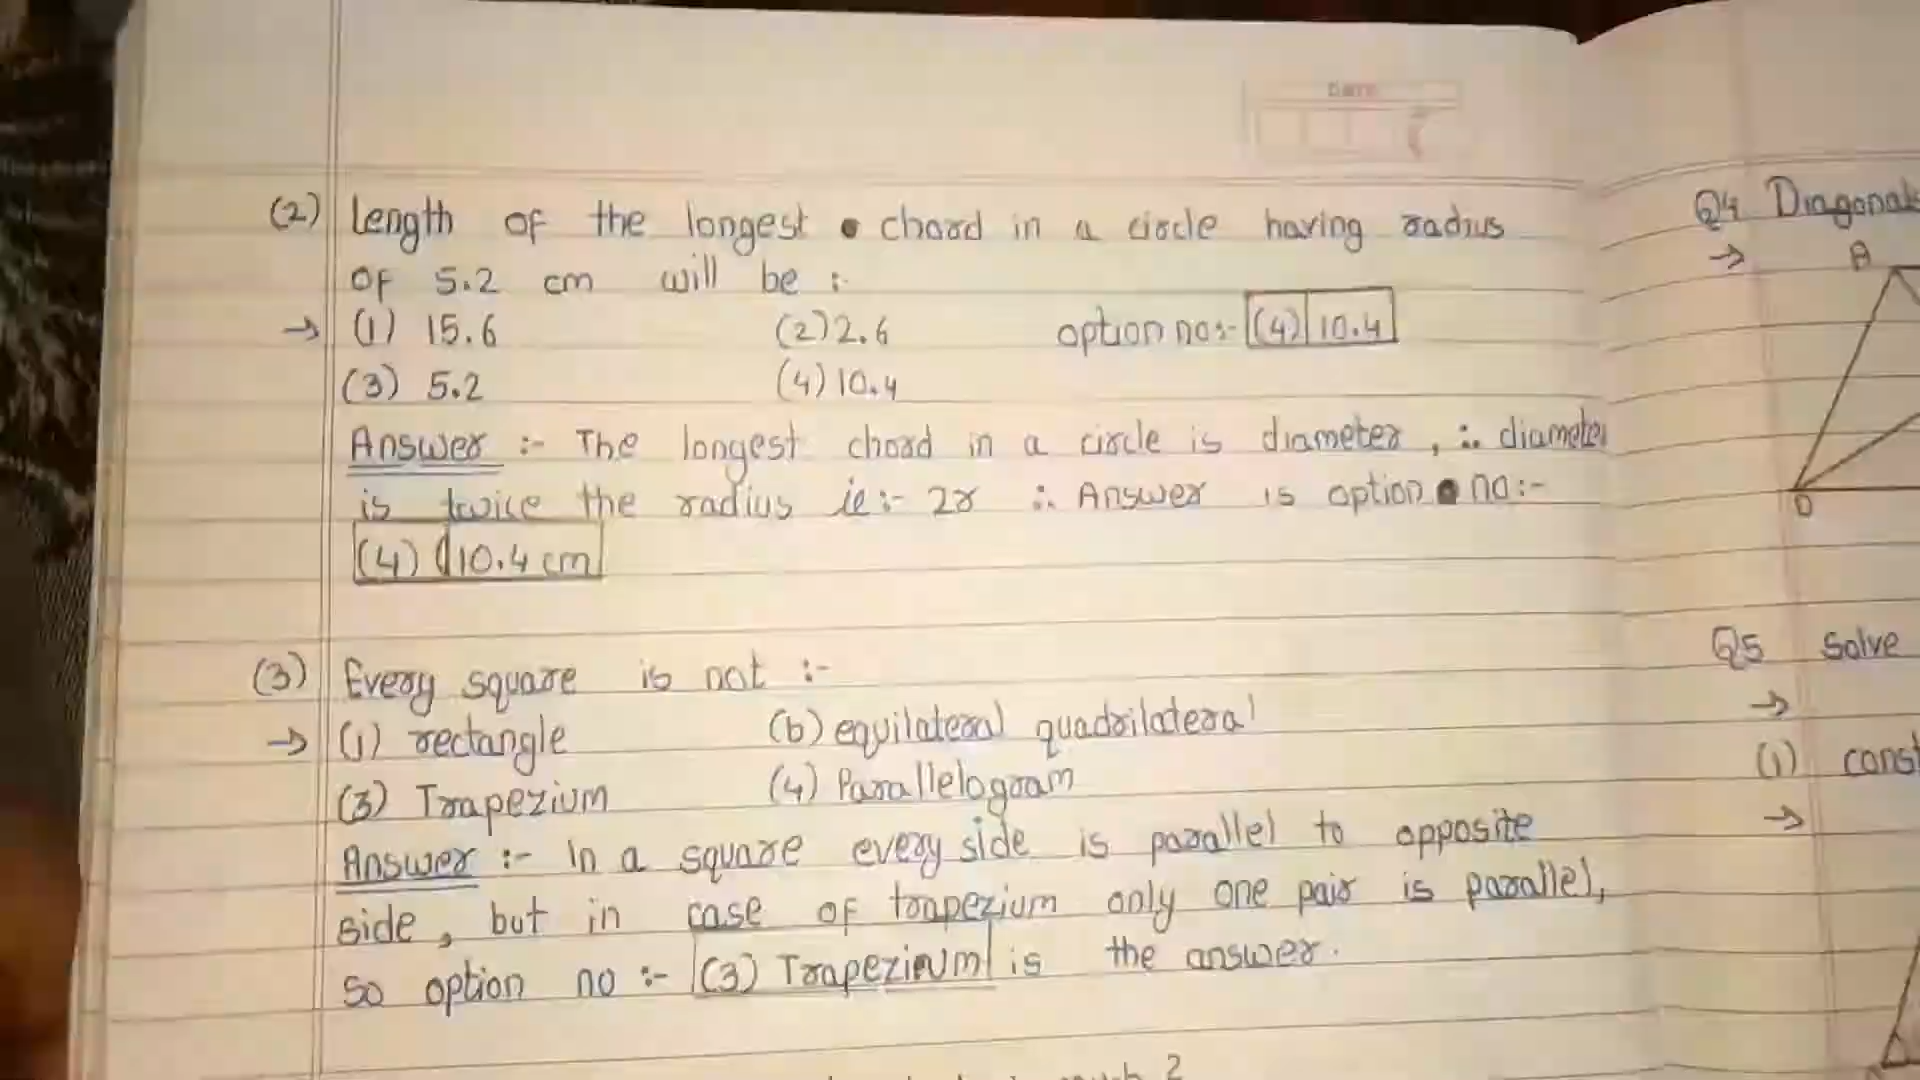 Date
(2) Length of the longest chord in a circle having radius
of 5.2 cm will be :
→ (1) 15.6 (2) 2.6 option no:- (4) 10.4
(3) 5.2 (4) 10.4
Answer :- The longest chord in a circle is diameter, ∴ diameter
is twice the radius ie:- 2r ∴ Answer is option no:-
(4) 10.4 cm
(3) Every square is not :-
→ (1) rectangle (b) equilateral quadrilateral
(3) Trapezium (4) Parallelogram
Answer :- In a square every side is parallel to opposite
side, but in case of trapezium only one pair is parallel,
so option no :- (3) Trapezium is the answer.
2
Q4 Diagonals
→ A
D
Q5 Solve
→
(1) const
→